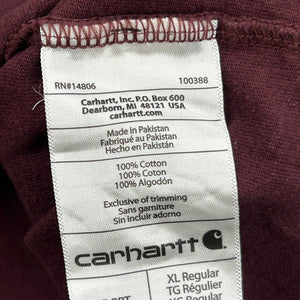 RN#14806 100388
Carhartt, Inc. P.O. Box 600
Dearborn, MI 48121 USA
carhartt.com
Made in Pakistan
Fabriqué au Pakistan
Hecho en Pakistán
100% Cotton
100% Coton
100% Algodón
Exclusive of trimming
Sans garniture
Sin incluir adorno
carhartt
XL Regular
TG Régulier